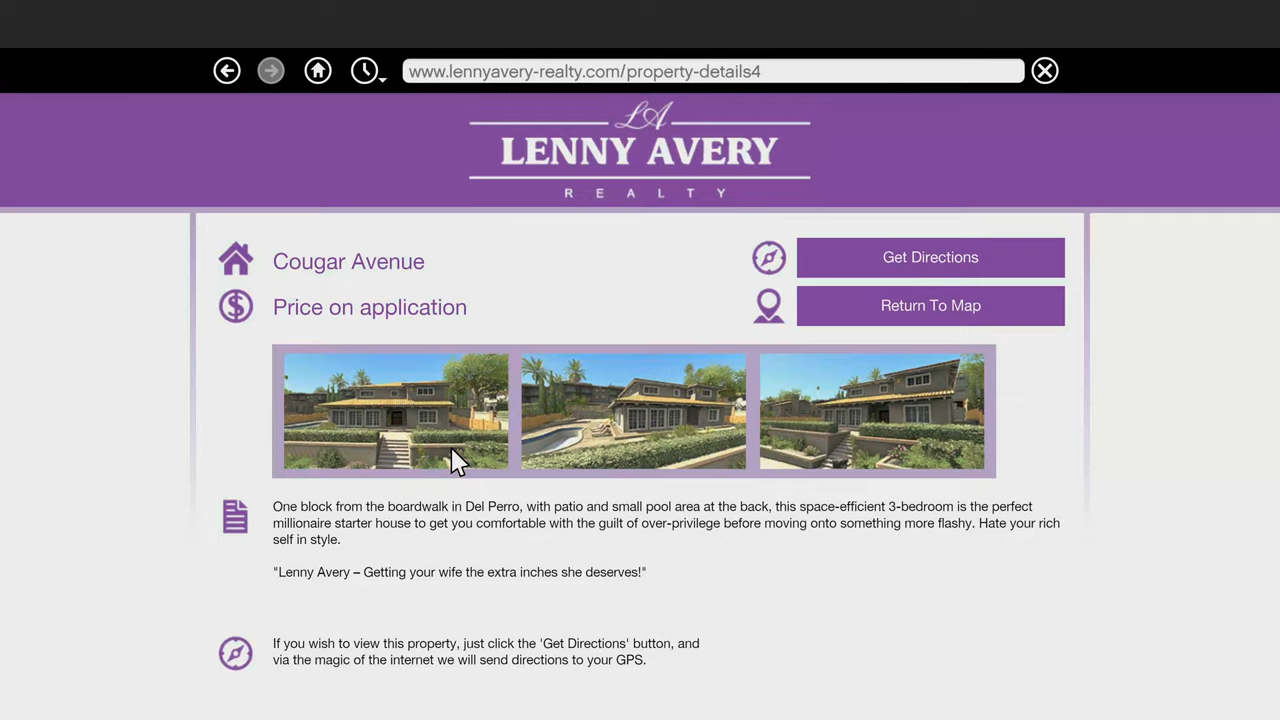 www.lennyavery-realty.com/property-details4
LA
LENNY AVERY
REALTY
Cougar Avenue
Get Directions
Price on application
Return To Map
One block from the boardwalk in Del Perro, with patio and small pool area at the back, this space-efficient 3-bedroom is the perfect
millionaire starter house to get you comfortable with the guilt of over-privilege before moving onto something more flashy. Hate your rich
self in style.
"Lenny Avery – Getting your wife the extra inches she deserves!"
If you wish to view this property, just click the 'Get Directions' button, and
via the magic of the internet we will send directions to your GPS.